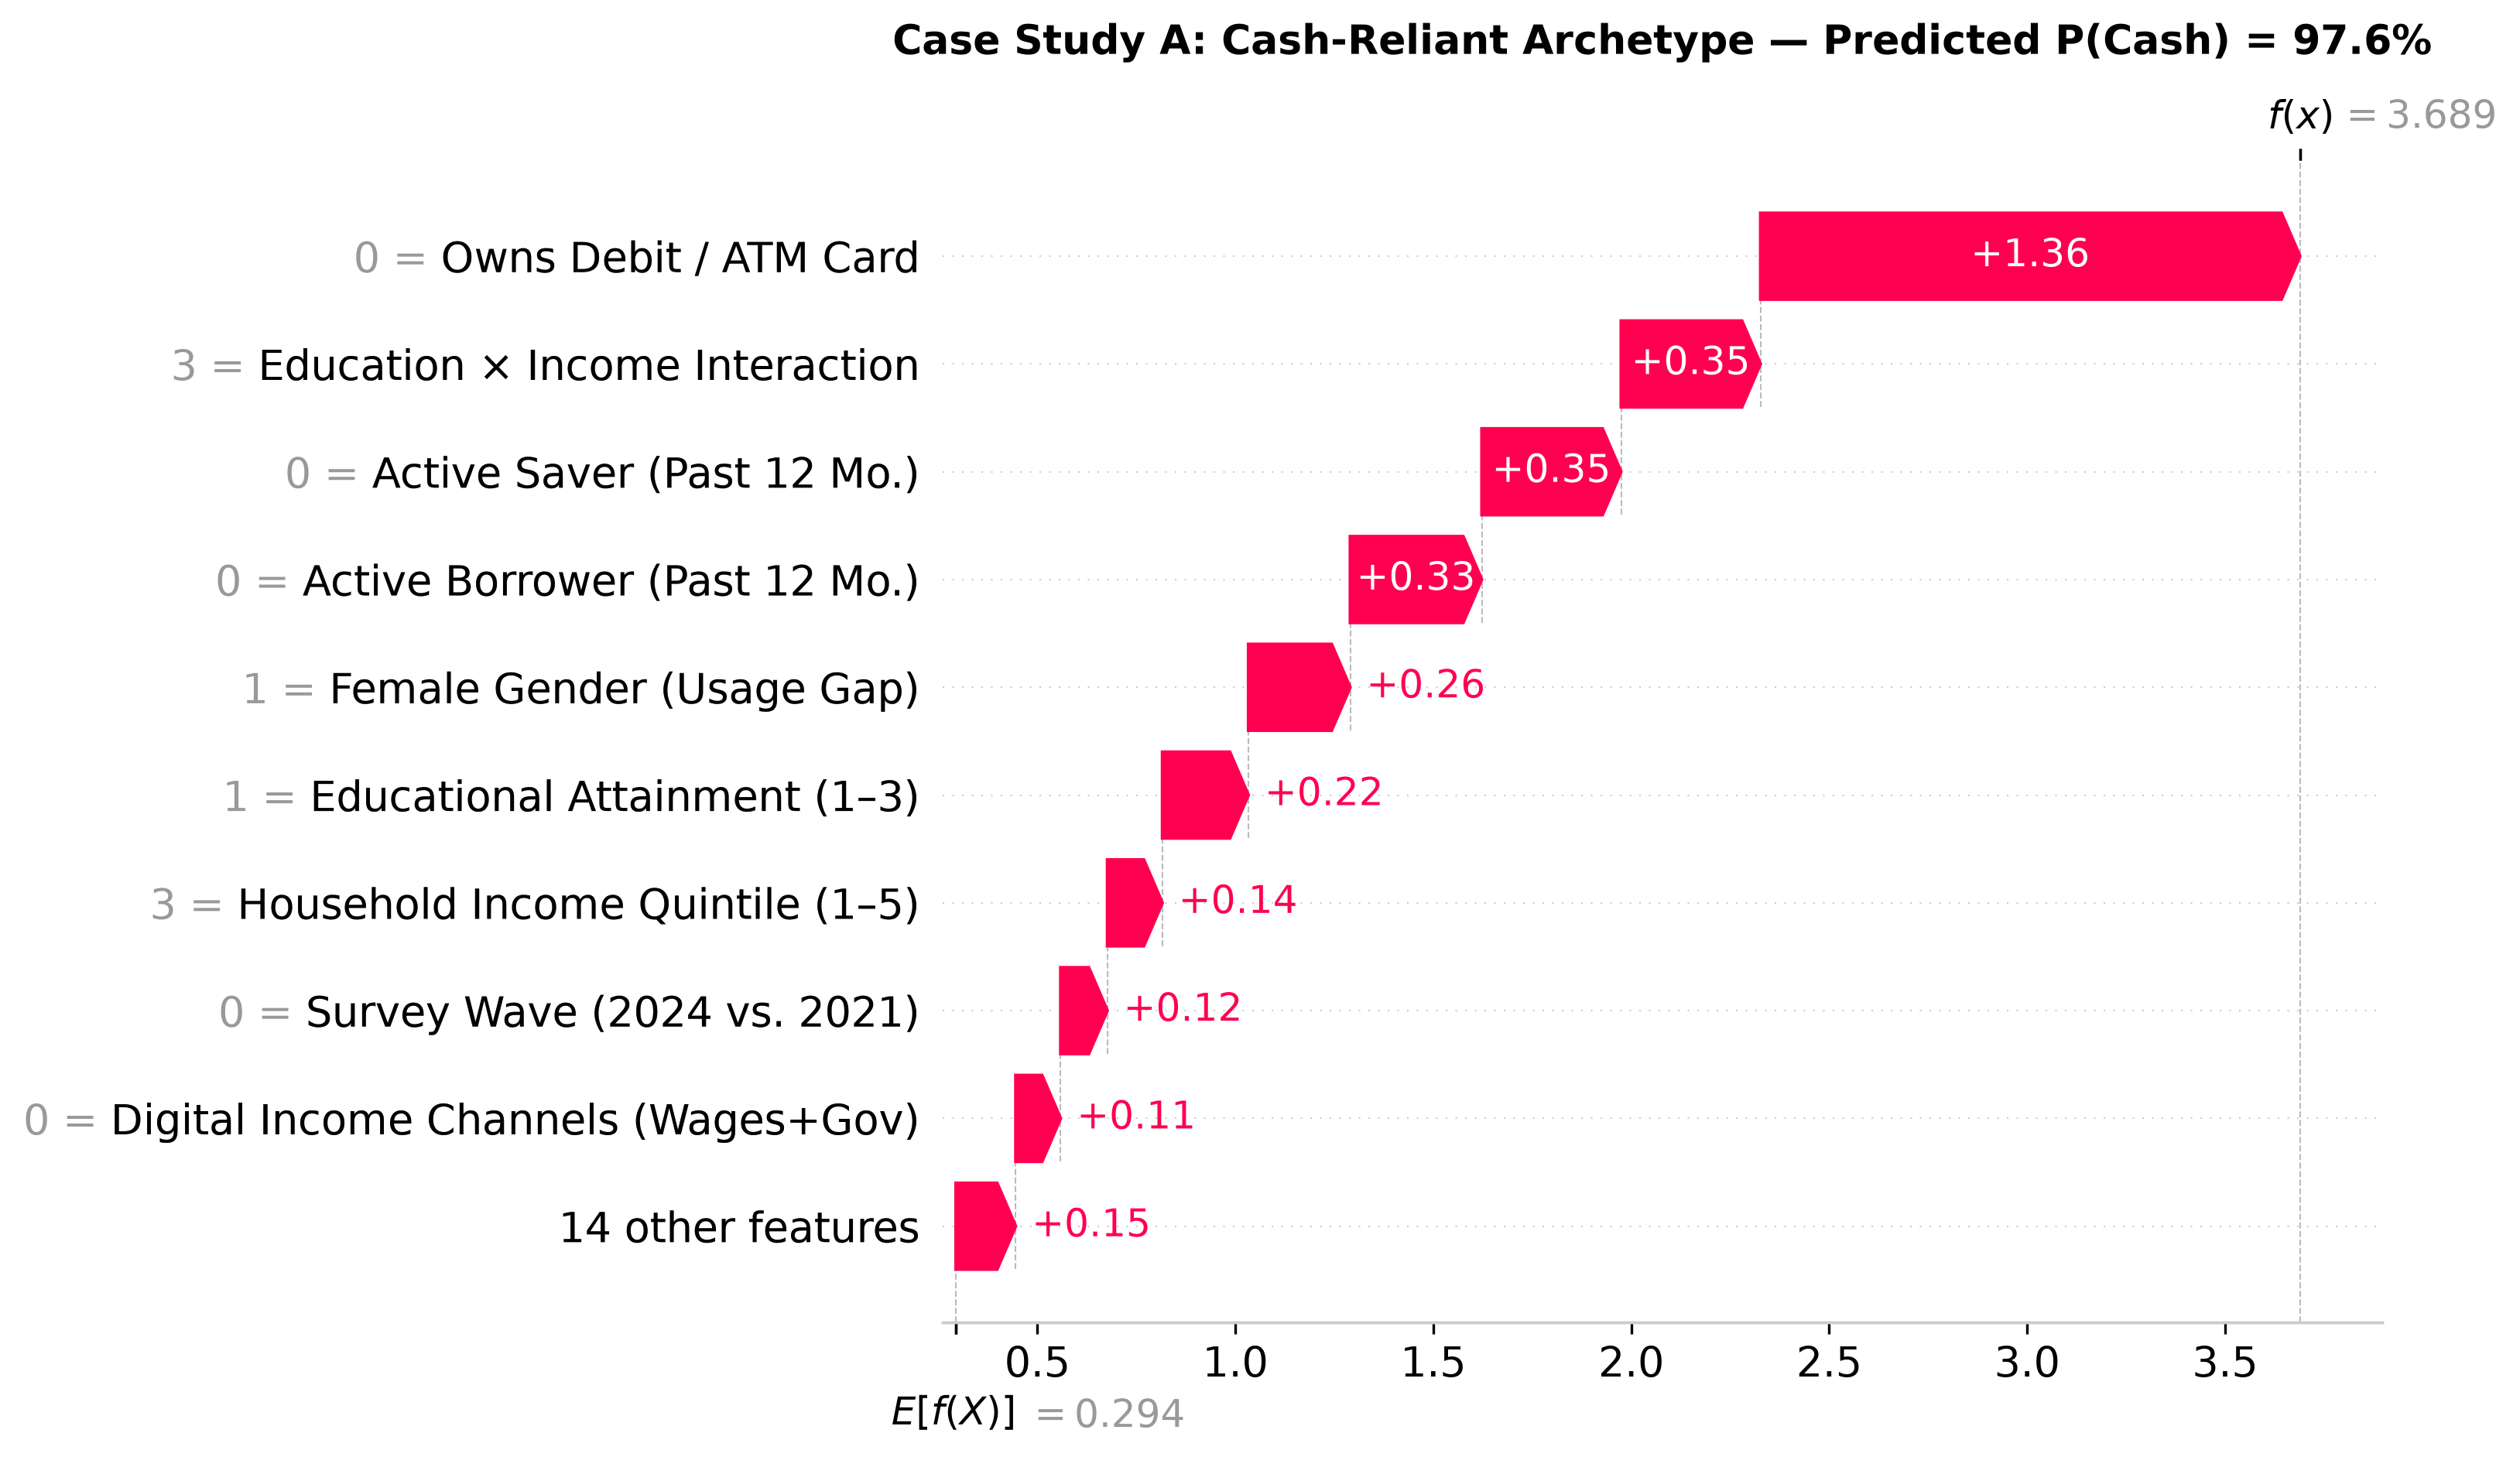 Case Study A: Cash-Reliant Archetype — Predicted P(Cash) = 97.6%
f(x) = 3.689
0 = Owns Debit / ATM Card
+1.36
3 = Education × Income Interaction
+0.35
0 = Active Saver (Past 12 Mo.)
+0.35
0 = Active Borrower (Past 12 Mo.)
+0.33
1 = Female Gender (Usage Gap)
+0.26
1 = Educational Attainment (1–3)
+0.22
3 = Household Income Quintile (1–5)
+0.14
0 = Survey Wave (2024 vs. 2021)
+0.12
0 = Digital Income Channels (Wages+Gov)
+0.11
14 other features
+0.15
0.5 1.0 1.5 2.0 2.5 3.0 3.5
E[f(X)] = 0.294